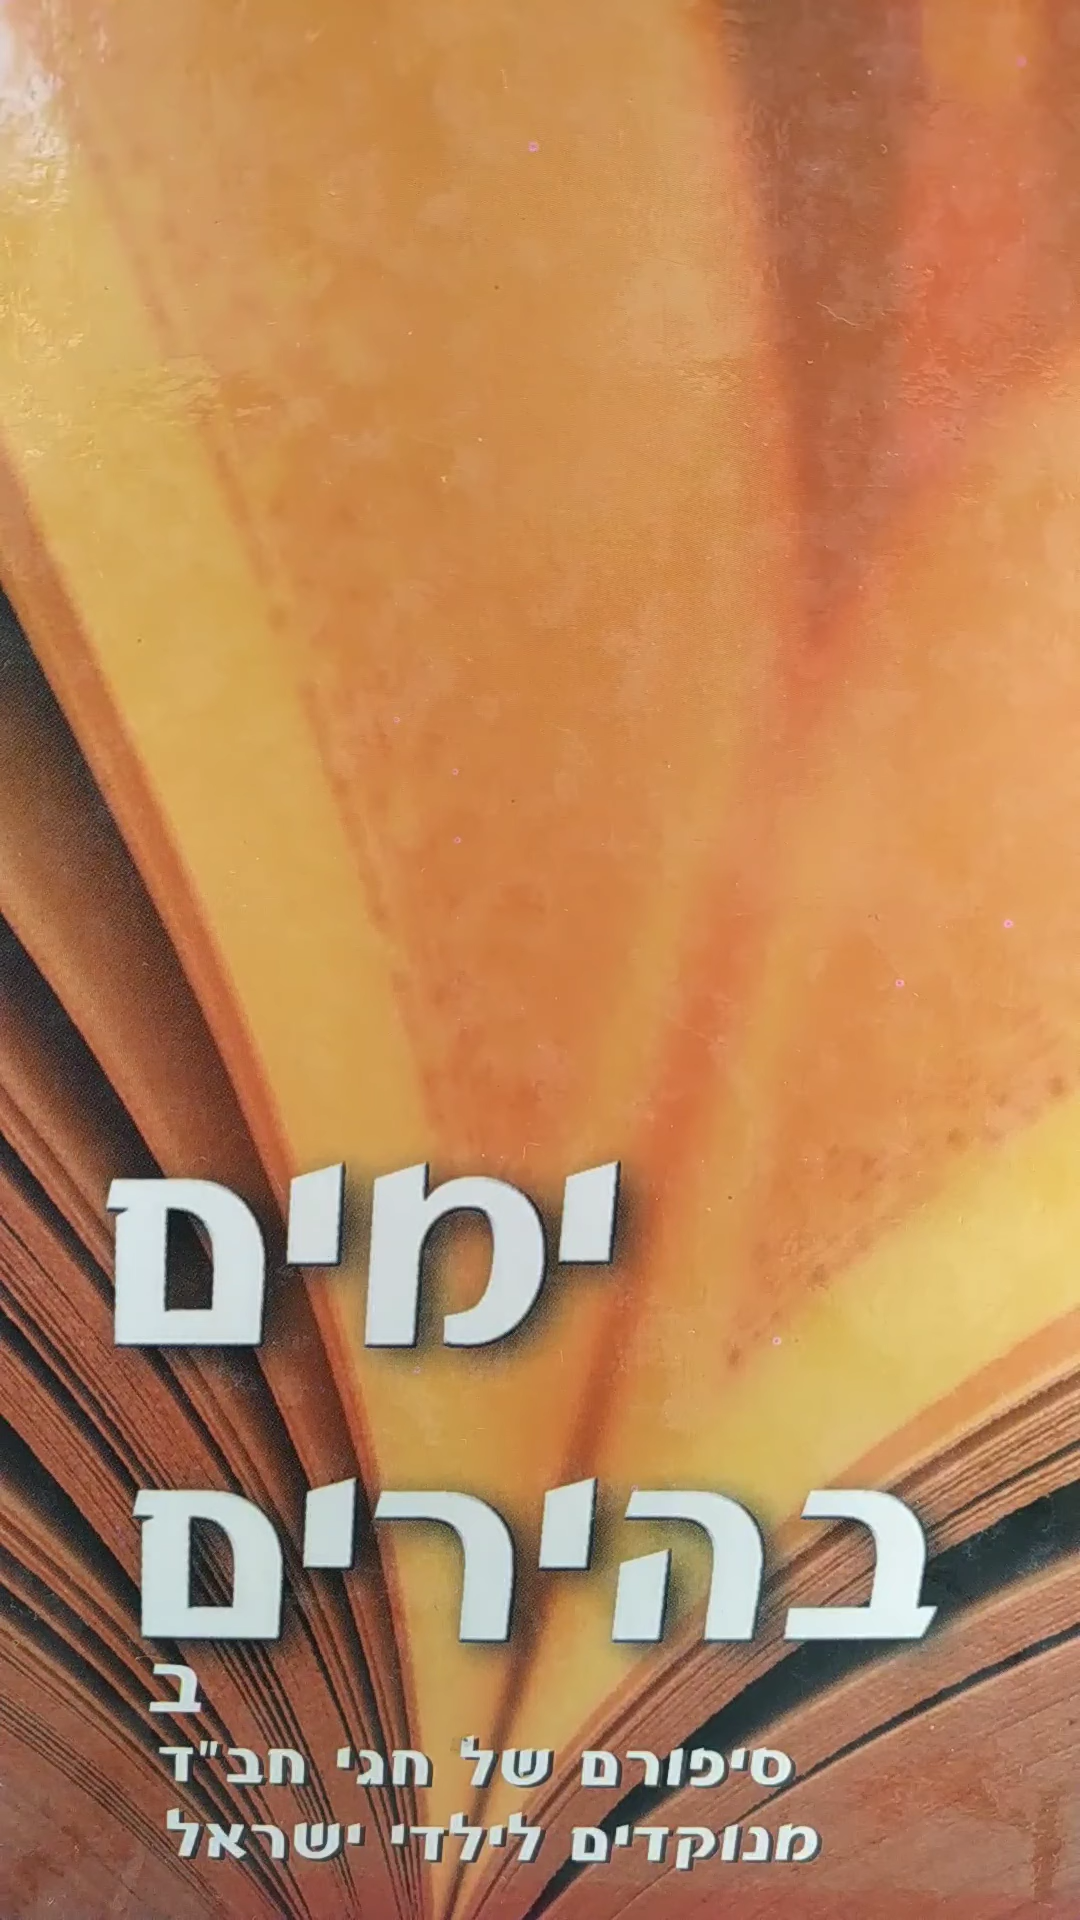 ימים
בהירים
ב
סיפורם של חגי חב"ד
מנוקדים לילדי ישראל